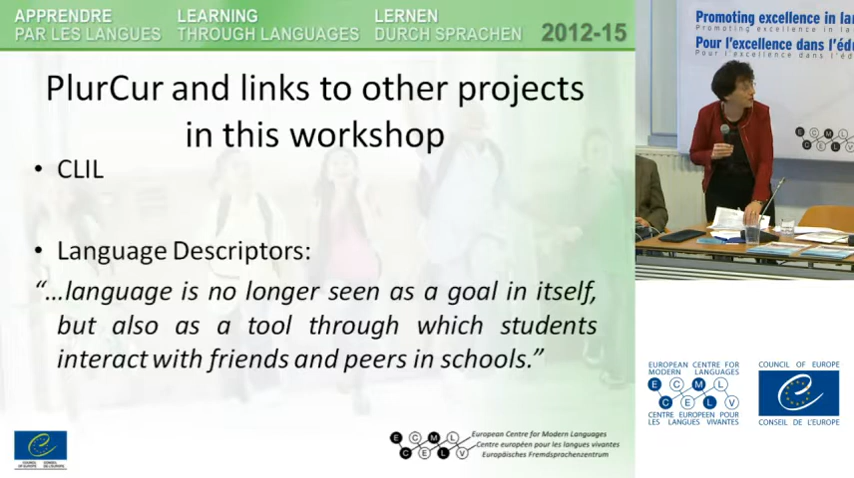 APPRENDRE
PAR LES LANGUES
LEARNING
THROUGH LANGUAGES
LERNEN
DURCH SPRACHEN
2012-15
PlurCur and links to other projects
in this workshop
• CLIL
• Language Descriptors:
“…language is no longer seen as a goal in itself,
but also as a tool through which students
interact with friends and peers in schools.”
European Centre for Modern Languages
Centre européen pour les langues vivantes
Europäisches Fremdsprachenzentrum
E C M L
C E L V
Promoting excellence in la
Promoting excellence in la
Pour l'excellence dans l'édu
Pour l'excellence dans l'éd
E C M L
C E L V
EUROPEAN CENTRE FOR
MODERN LANGUAGES
E C M L
C E L V
CENTRE EUROPEEN POUR
LES LANGUES VIVANTES
COUNCIL OF EUROPE
CONSEIL DE L'EUROPE